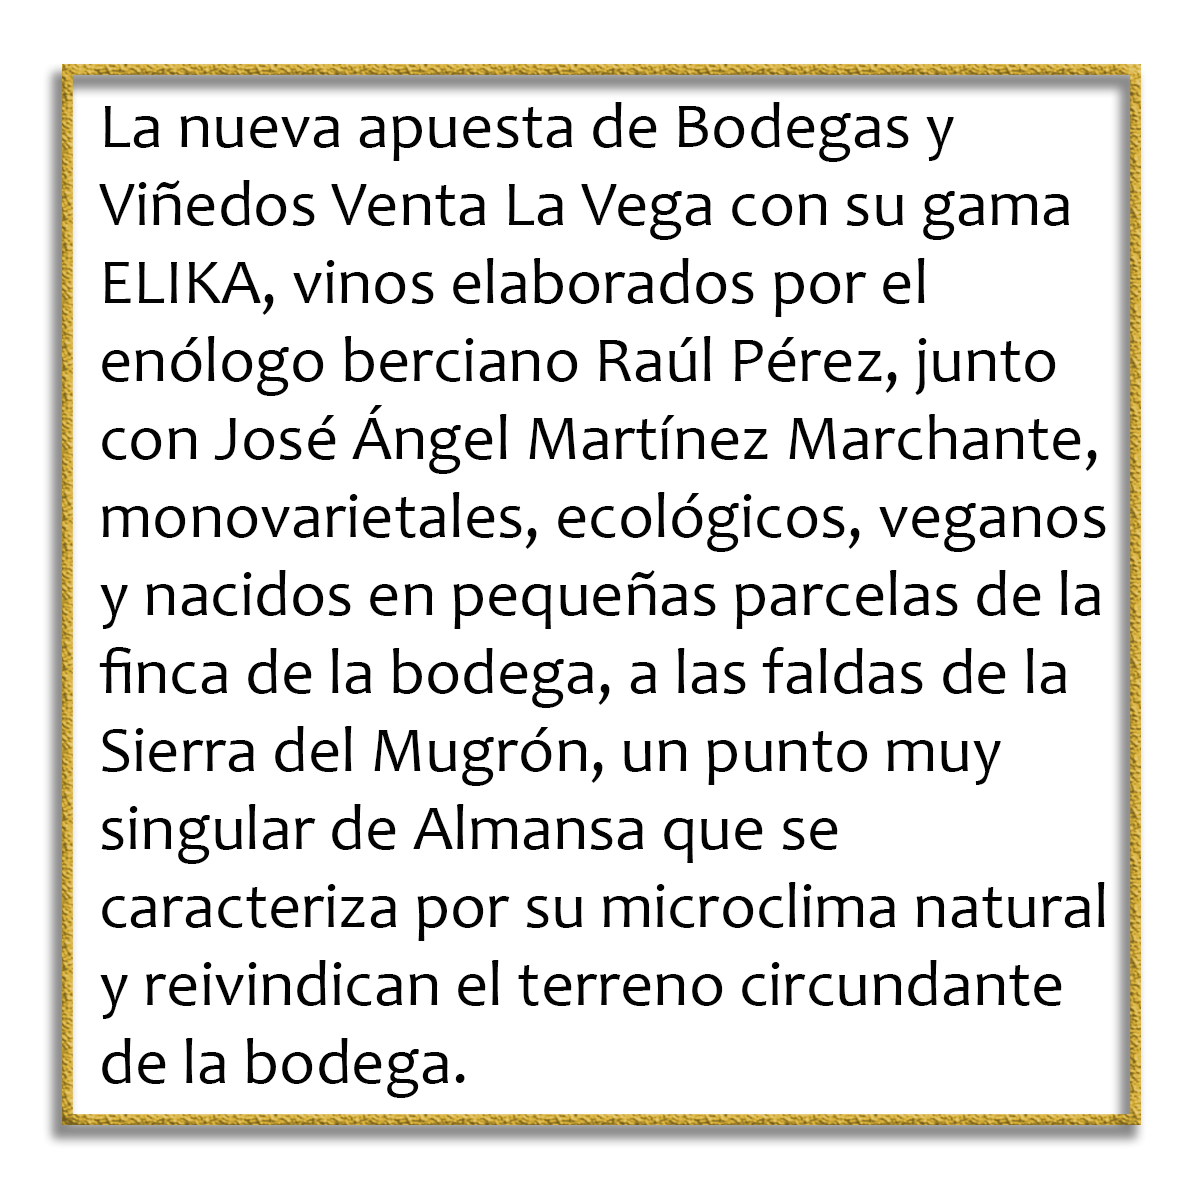 La nueva apuesta de Bodegas y
Viñedos Venta La Vega con su gama
ELIKA, vinos elaborados por el
enólogo berciano Raúl Pérez, junto
con José Ángel Martínez Marchante,
monovarietales, ecológicos, veganos
y nacidos en pequeñas parcelas de la
finca de la bodega, a las faldas de la
Sierra del Mugrón, un punto muy
singular de Almansa que se
caracteriza por su microclima natural
y reivindican el terreno circundante
de la bodega.